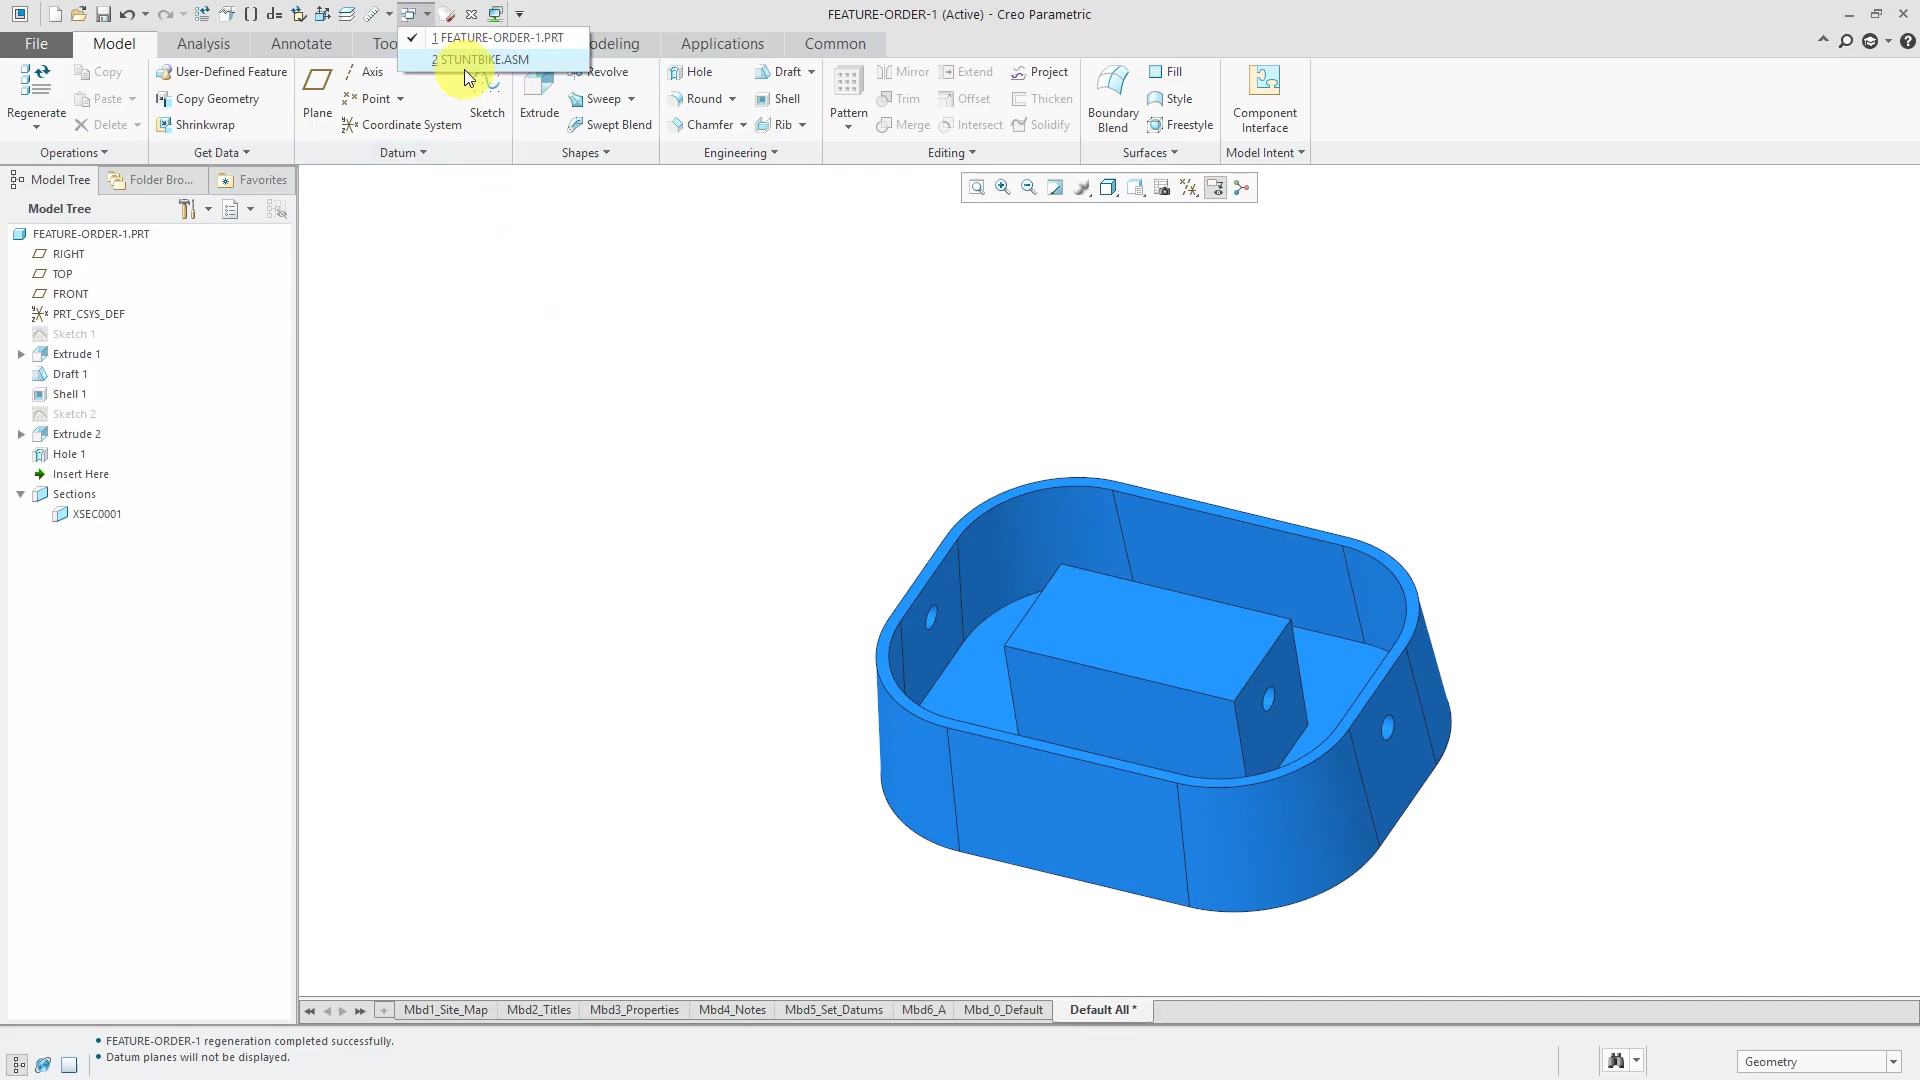 FEATURE-ORDER-1 (Active) - Creo Parametric
1 FEATURE-ORDER-1.PRT
2 STUNTBIKE.ASM
File
Model
Analysis
Annotate
Too
odeling
Applications
Common
Regenerate
Copy
Paste
Delete
Operations
User-Defined Feature
Copy Geometry
Shrinkwrap
Get Data
Plane
Axis
Point
Coordinate System
Sketch
Datum
Extrude
Revolve
Sweep
Swept Blend
Shapes
Hole
Round
Chamfer
Draft
Shell
Rib
Engineering
Pattern
Mirror
Trim
Merge
Extend
Offset
Intersect
Project
Thicken
Solidify
Editing
Boundary
Blend
Fill
Style
Freestyle
Surfaces
Component
Interface
Model Intent
Model Tree
Folder Bro...
Favorites
Model Tree
FEATURE-ORDER-1.PRT
RIGHT
TOP
FRONT
PRT_CSYS_DEF
Sketch 1
Extrude 1
Draft 1
Shell 1
Sketch 2
Extrude 2
Hole 1
Insert Here
Sections
XSEC0001
Mbd1_Site_Map
Mbd2_Titles
Mbd3_Properties
Mbd4_Notes
Mbd5_Set_Datums
Mbd6_A
Mbd_0_Default
Default All *
• FEATURE-ORDER-1 regeneration completed successfully.
• Datum planes will not be displayed.
Geometry